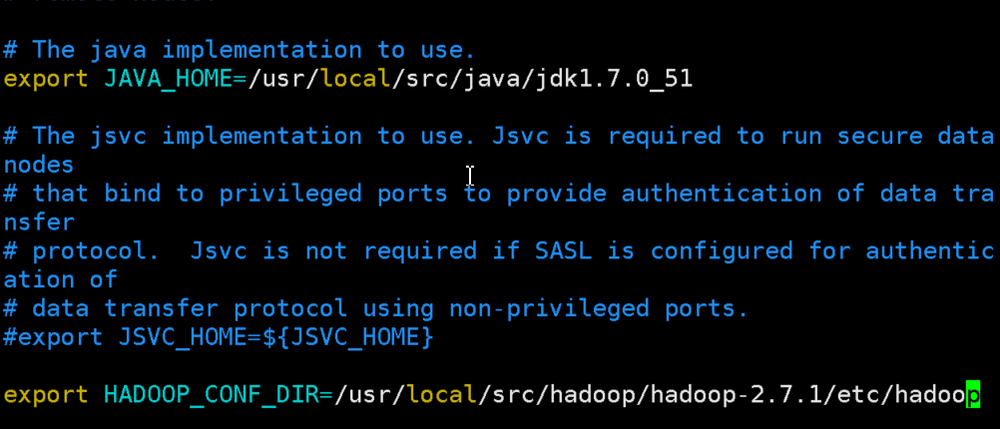 # The java implementation to use.
export JAVA_HOME=/usr/local/src/java/jdk1.7.0_51
# The jsvc implementation to use. Jsvc is required to run secure data
nodes
# that bind to privileged ports to provide authentication of data tra
nsfer
# protocol.  Jsvc is not required if SASL is configured for authentic
ation of
# data transfer protocol using non-privileged ports.
#export JSVC_HOME=${JSVC_HOME}
export HADOOP_CONF_DIR=/usr/local/src/hadoop/hadoop-2.7.1/etc/hadoop